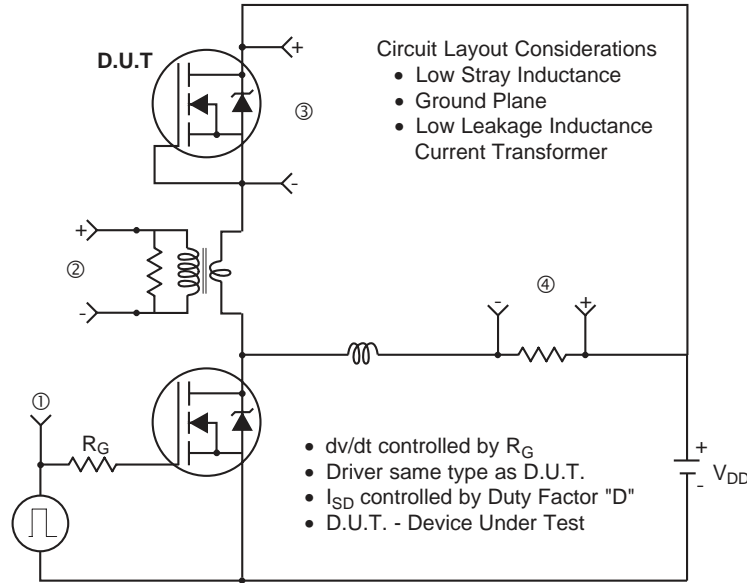 D.U.T
+
Circuit Layout Considerations
• Low Stray Inductance
③
• Ground Plane
• Low Leakage Inductance
Current Transformer
-
+
②
-
④
- +
①
R_G
• dv/dt controlled by R_G
• Driver same type as D.U.T.
• I_SD controlled by Duty Factor "D"
• D.U.T. - Device Under Test
+
V_DD
-